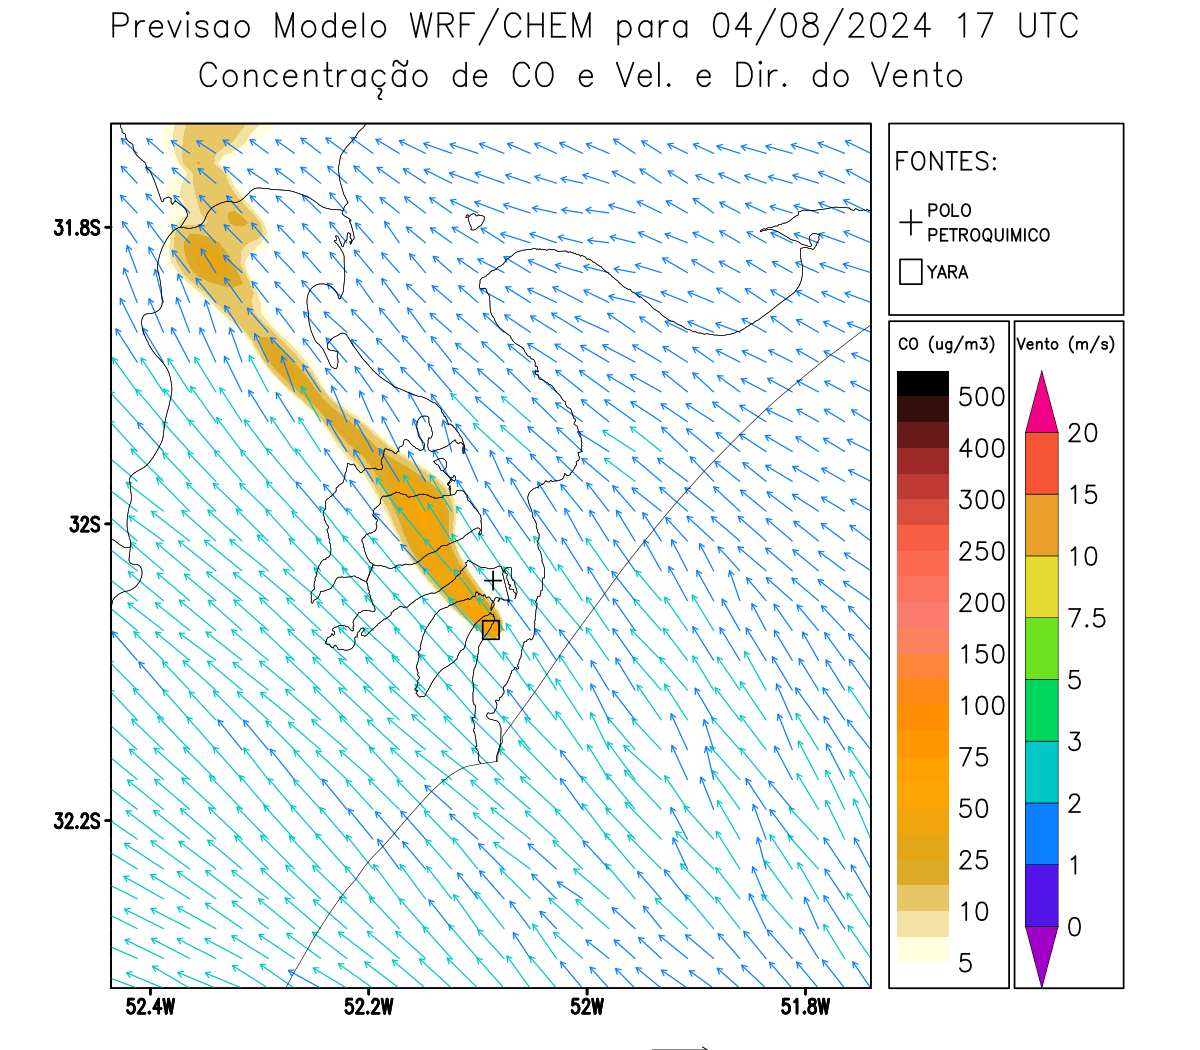 Previsao Modelo WRF/CHEM para 04/08/2024 17 UTC
Concentração de CO e Vel. e Dir. do Vento
FONTES:
POLO
PETROQUIMICO
YARA
CO (ug/m3)
500
400
300
250
200
150
100
75
50
25
10
5
Vento (m/s)
20
15
10
7.5
5
3
2
1
0
31.8S
32S
32.2S
52.4W
52.2W
52W
51.8W